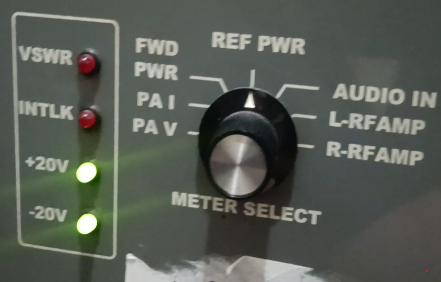 VSWR
INTLK
+20V
-20V
FWD
PWR
PA I
PA V
REF PWR
AUDIO IN
L-RFAMP
R-RFAMP
METER SELECT